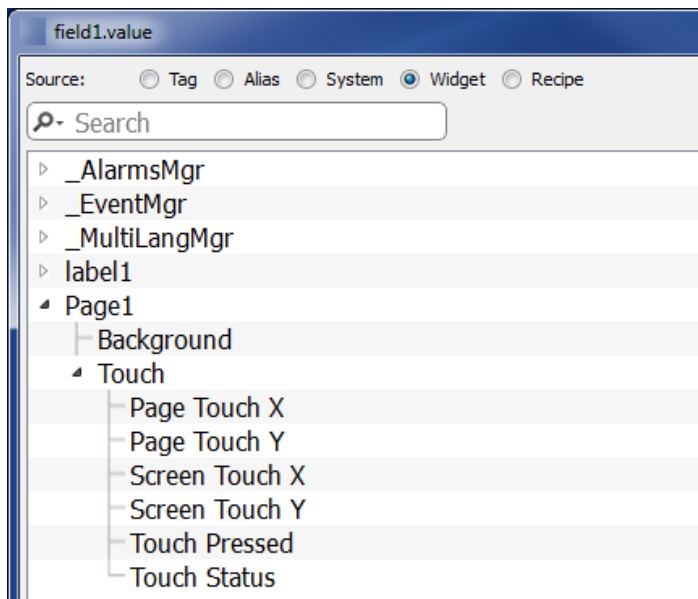 field1.value
Source: Tag Alias System Widget Recipe
Search
_AlarmsMgr
_EventMgr
_MultiLangMgr
label1
Page1
Background
Touch
Page Touch X
Page Touch Y
Screen Touch X
Screen Touch Y
Touch Pressed
Touch Status